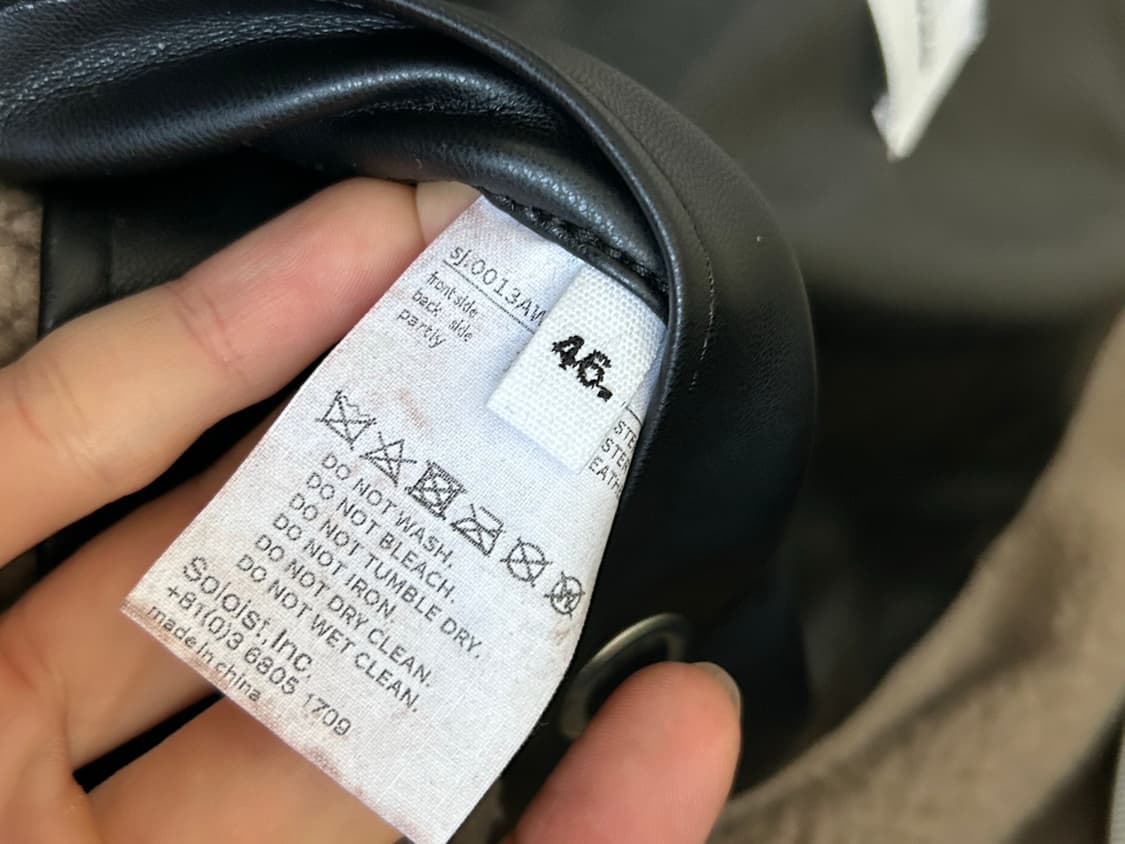 sj.0013AW
front side
back side
partly
46.
DO NOT WASH.
DO NOT BLEACH.
DO NOT TUMBLE DRY.
DO NOT IRON.
DO NOT DRY CLEAN.
DO NOT WET CLEAN.
Soloist, Inc.
+81(0)3 6805 1709
made in china